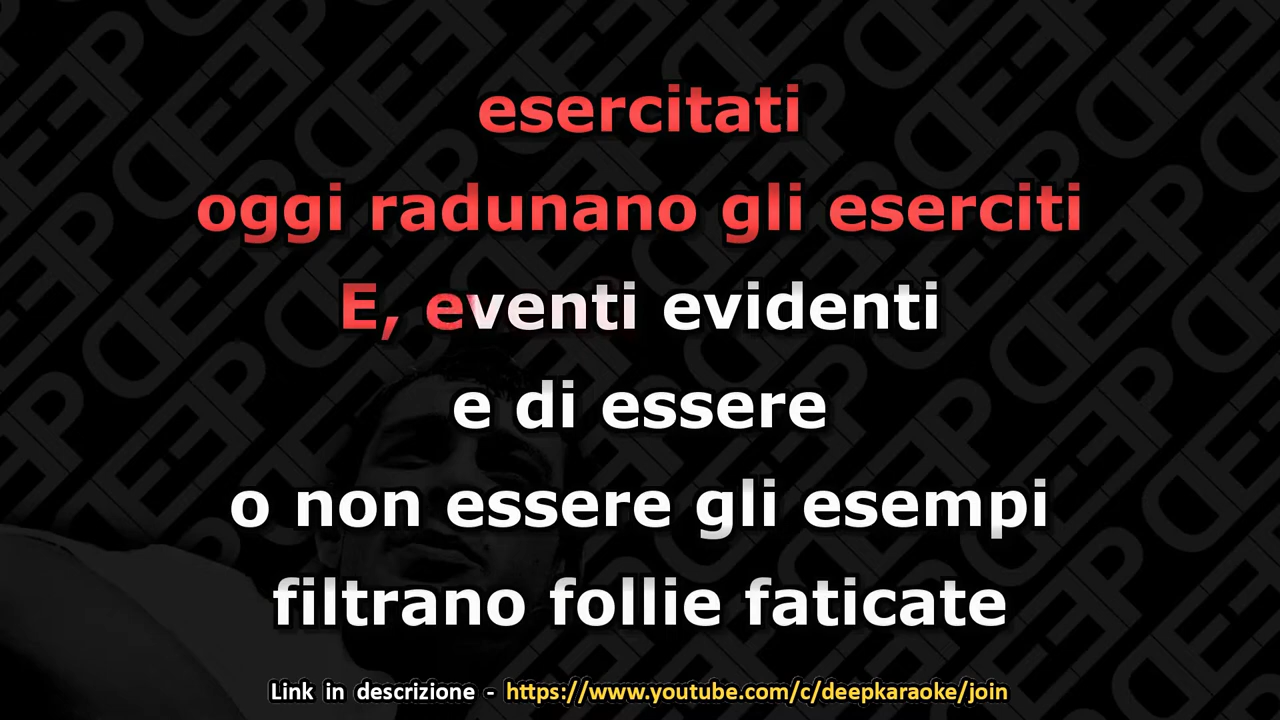 esercitati
oggi radunano gli eserciti
E, eventi evidenti
e di essere
o non essere gli esempi
filtrano follie faticate
Link in descrizione - https://www.youtube.com/c/deepkaraoke/join